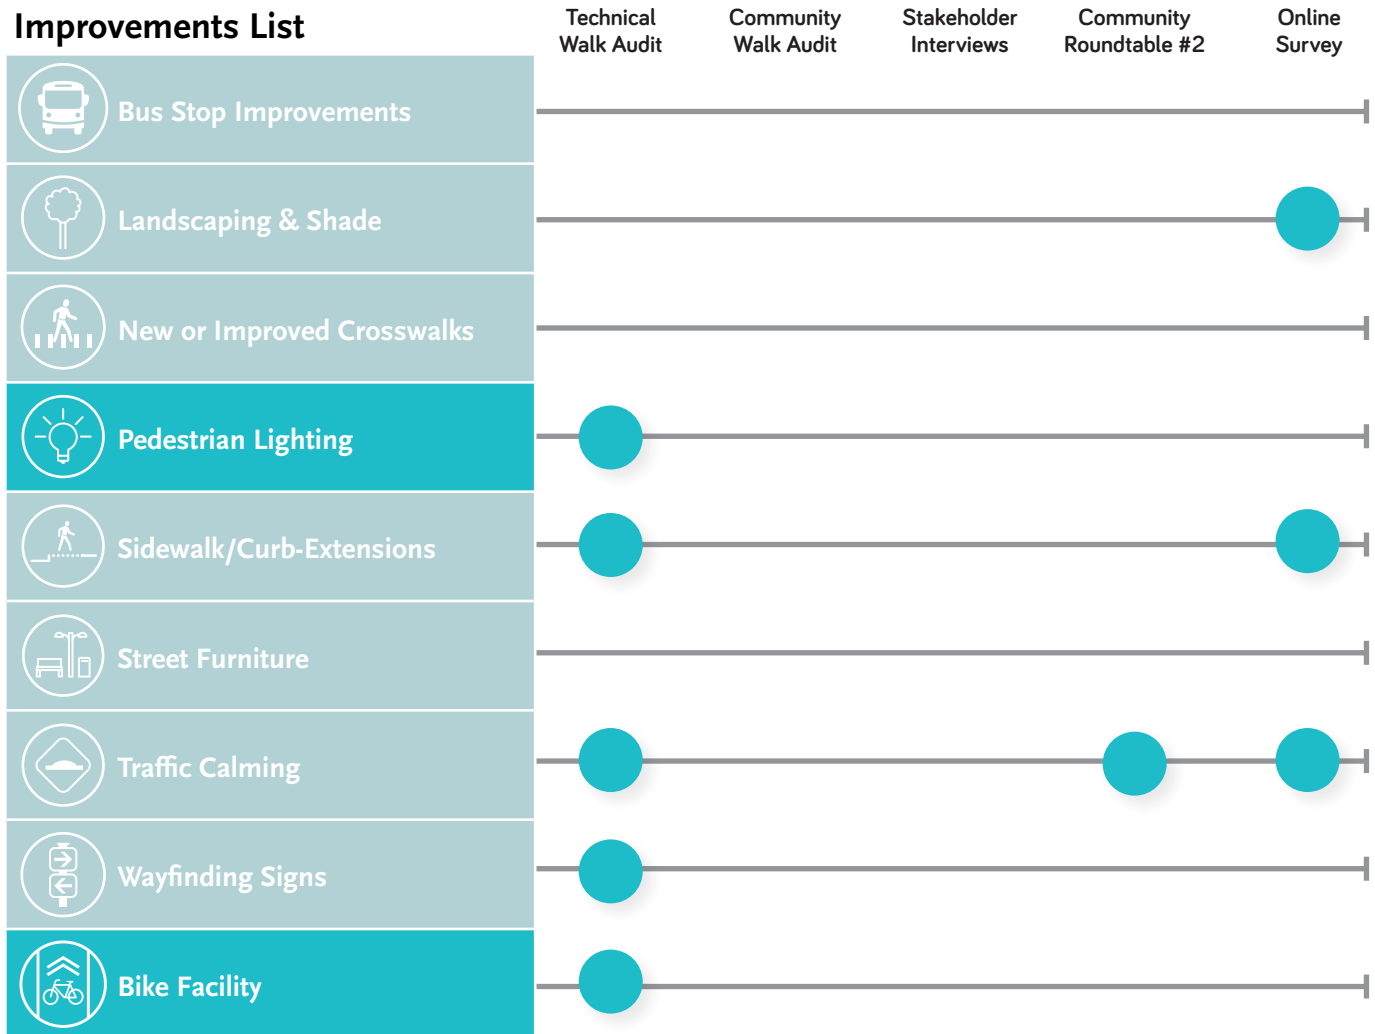 Improvements List
Technical
Walk Audit
Community
Walk Audit
Stakeholder
Interviews
Community
Roundtable #2
Online
Survey
Bus Stop Improvements
Landscaping & Shade
New or Improved Crosswalks
Pedestrian Lighting
Sidewalk/Curb-Extensions
Street Furniture
Traffic Calming
Wayfinding Signs
Bike Facility